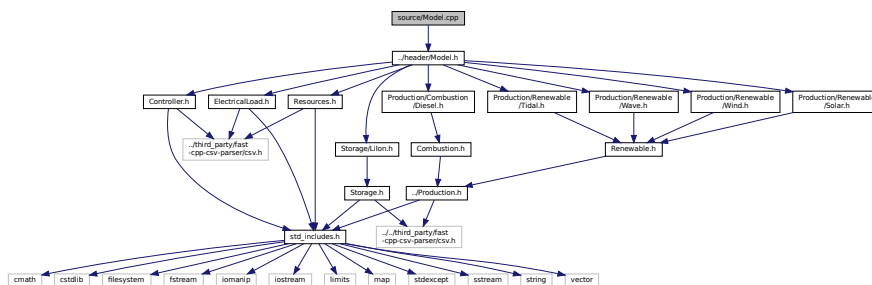 source/Model.cpp
../header/Model.h
Controller.h
ElectricalLoad.h
Resources.h
Production/Combustion
/Diesel.h
Production/Renewable
/Tidal.h
Production/Renewable
/Wave.h
Production/Renewable
/Wind.h
Production/Renewable
/Solar.h
../third_party/fast
-cpp-csv-parser/csv.h
Storage/LiIon.h
Combustion.h
Renewable.h
Storage.h
../Production.h
std_includes.h
../../third_party/fast
-cpp-csv-parser/csv.h
cmath
cstdlib
filesystem
fstream
iomanip
iostream
limits
map
stdexcept
sstream
string
vector